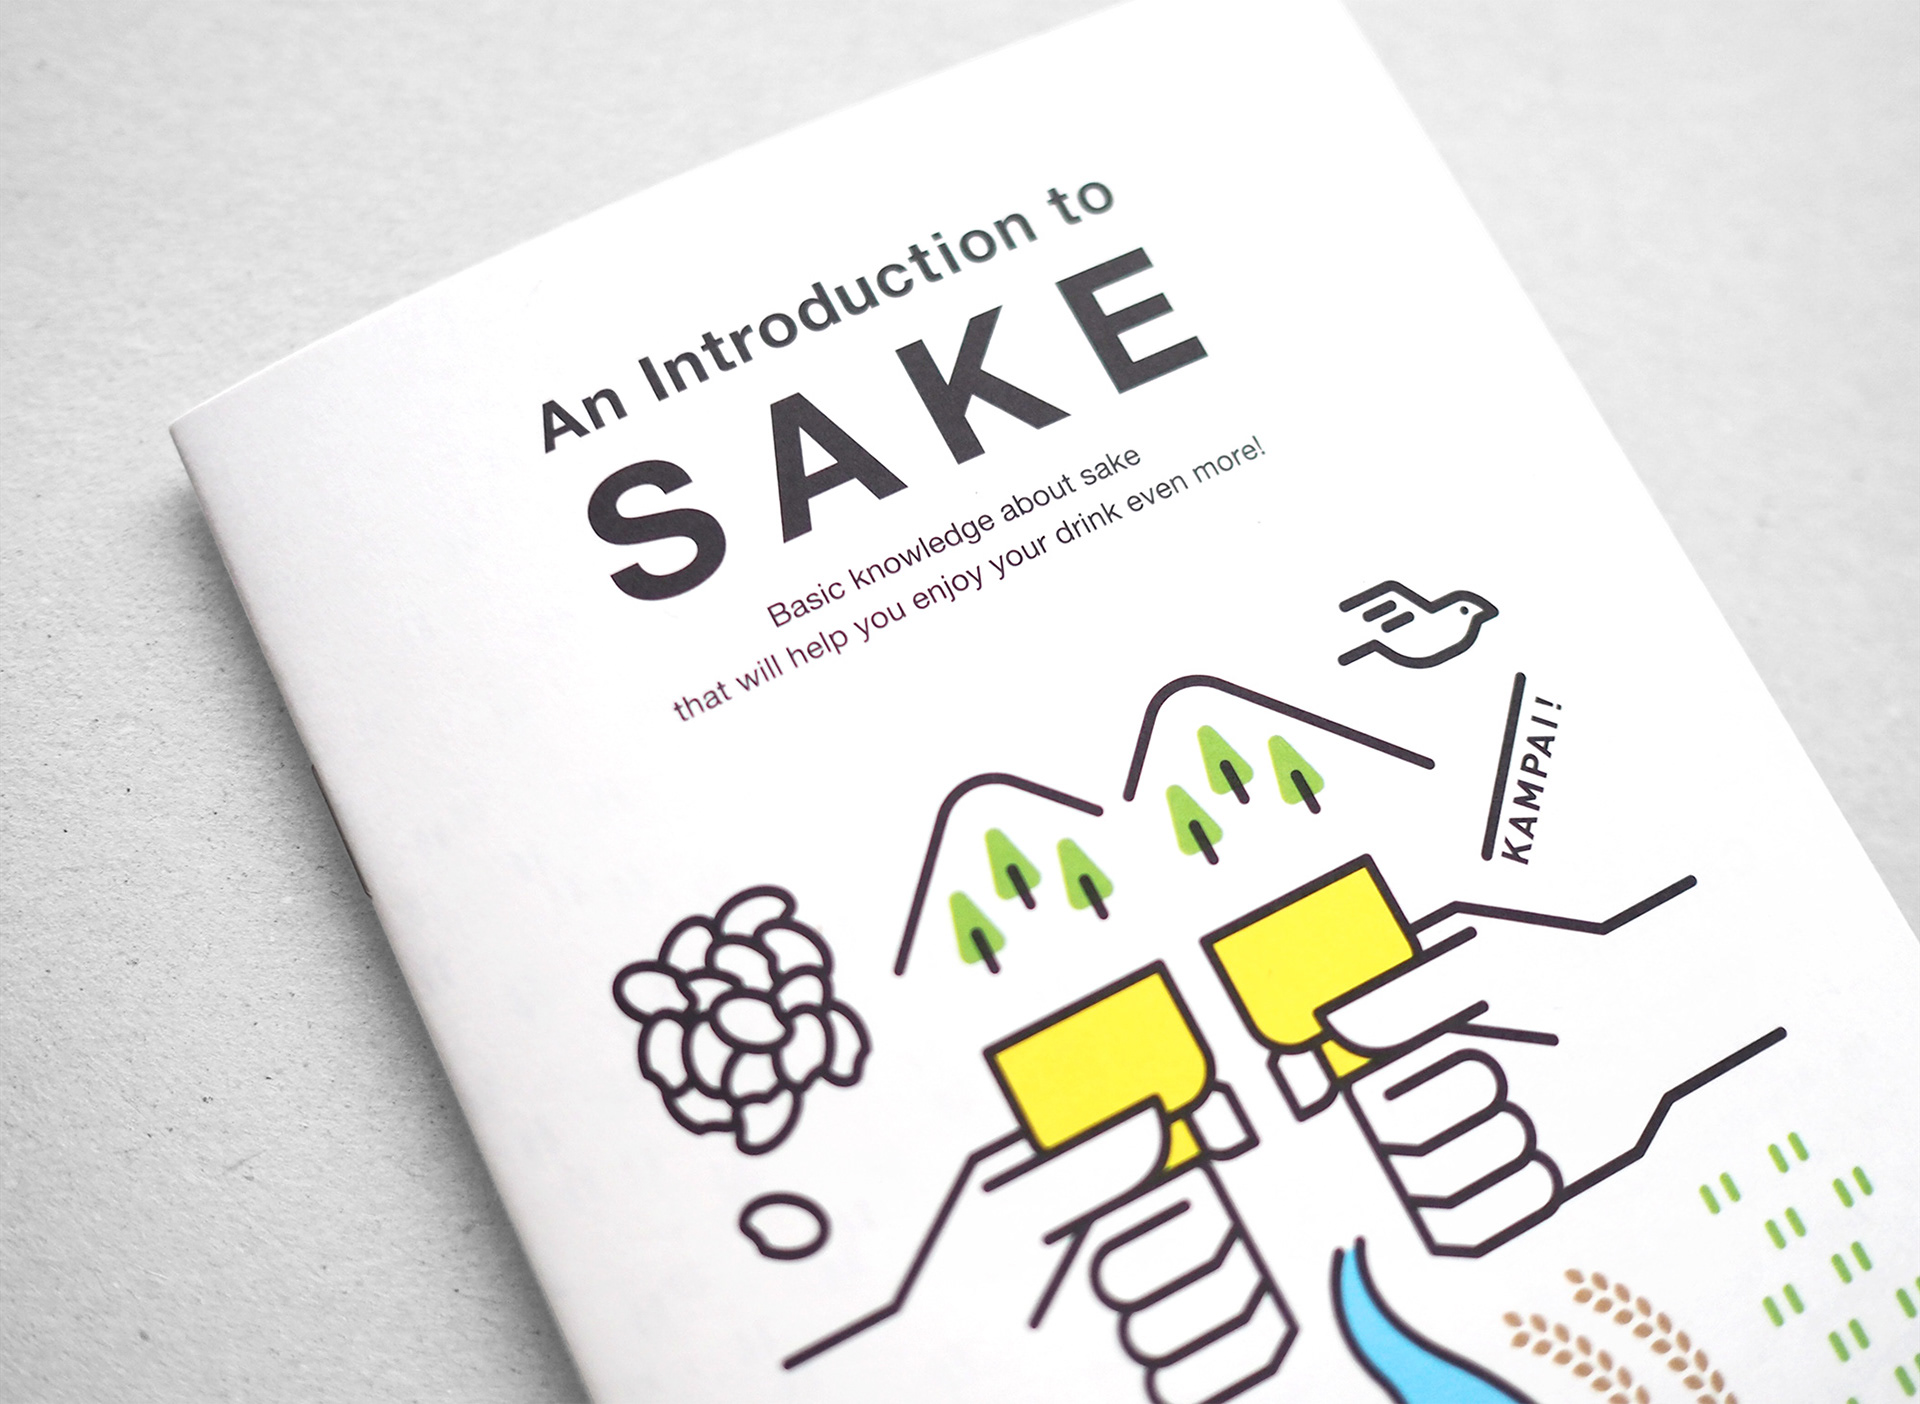 An Introduction to
SAKE
Basic knowledge about sake
that will help you enjoy your drink even more!
KAMPAI!